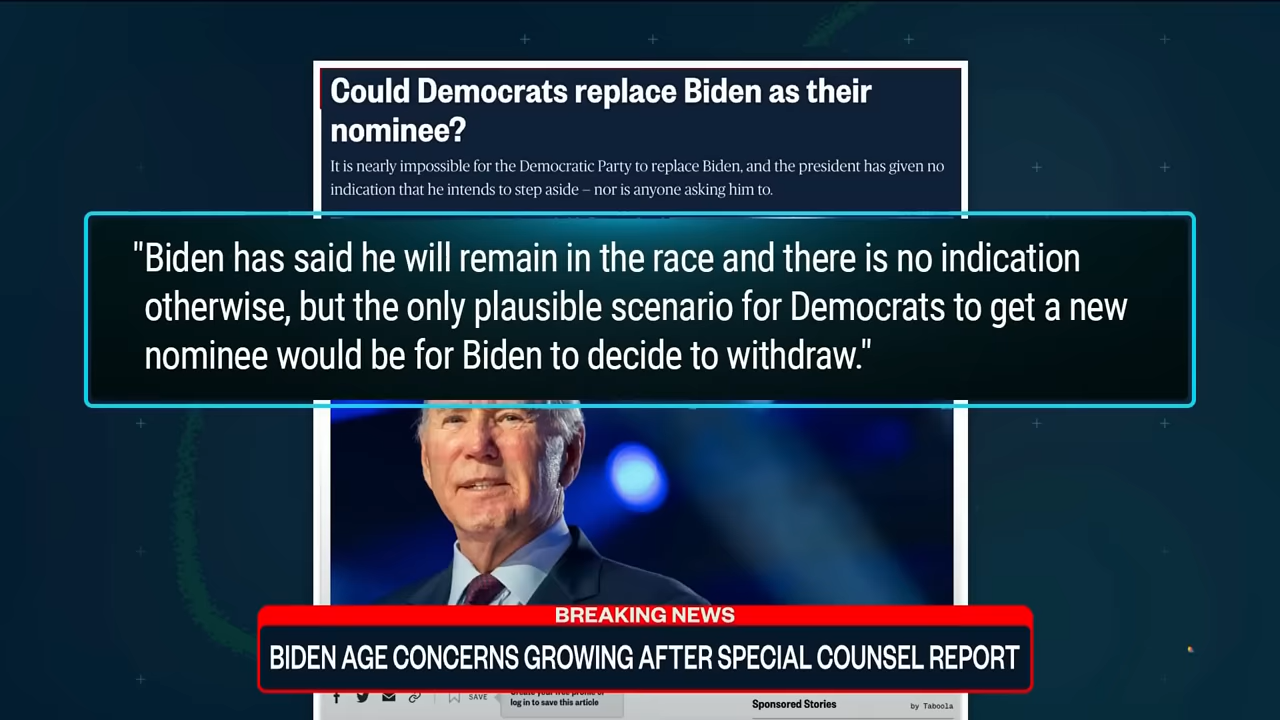 Could Democrats replace Biden as their
nominee?
It is nearly impossible for the Democratic Party to replace Biden, and the president has given no
indication that he intends to step aside — nor is anyone asking him to.
"Biden has said he will remain in the race and there is no indication
otherwise, but the only plausible scenario for Democrats to get a new
nominee would be for Biden to decide to withdraw."
BREAKING NEWS
BIDEN AGE CONCERNS GROWING AFTER SPECIAL COUNSEL REPORT
SAVE
Create your free profile or
log in to save this article
Sponsored Stories
by Taboola